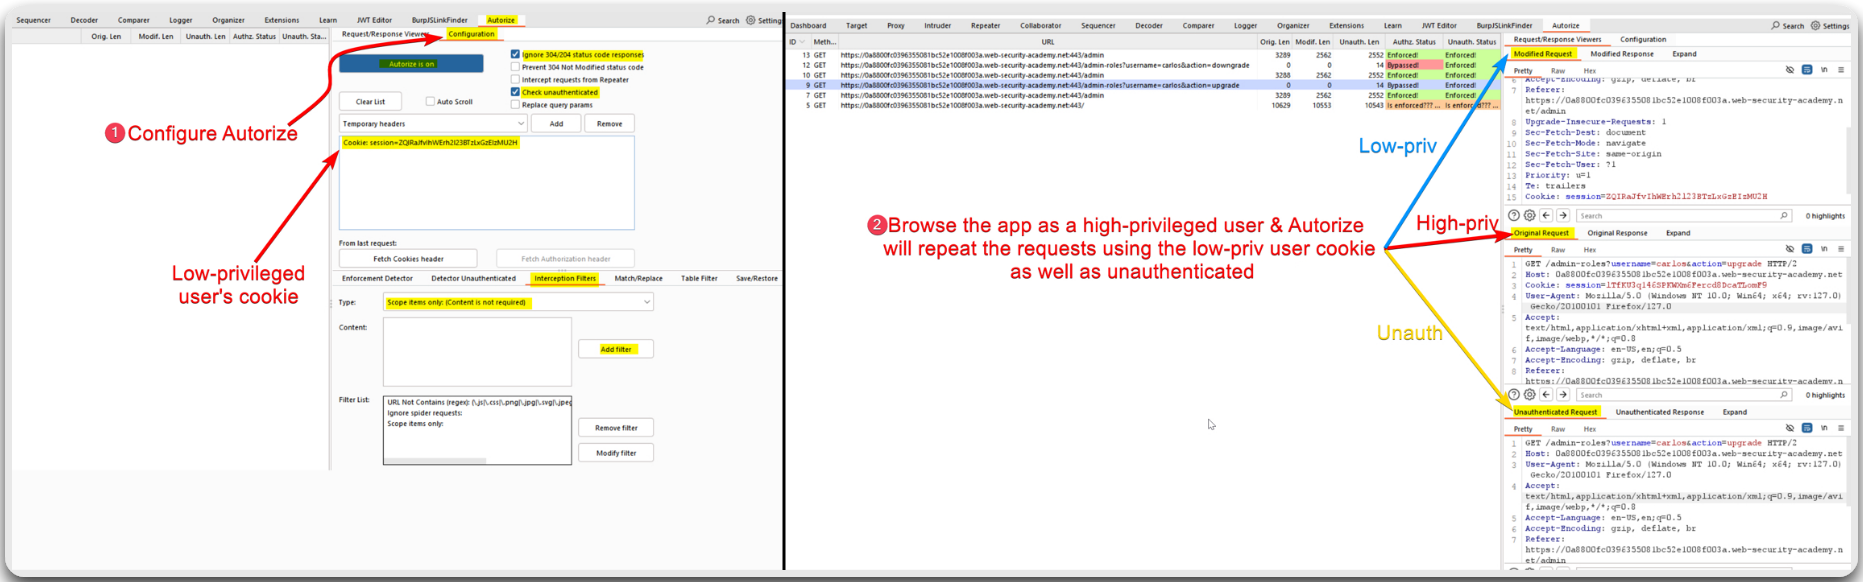 Sequencer Decoder Comparer Logger Organizer Extensions Learn JWT Editor BurpJSLinkFinder Autorize Search Settings
Orig. Len Modif. Len Unauth. Len Authz. Status Unauth. Sta...
Request/Response Viewers Configuration
Autorize is on
Ignore 304/204 status code responses
Prevent 304 Not Modified status code
Intercept requests from Repeater
Check unauthenticated
Replace query params
Clear List Auto Scroll
Temporary headers Add Remove
1 Configure Autorize
Low-privileged
user's cookie
From last request:
Fetch Cookies header Fetch Authorization header
Enforcement Detector Detector Unauthenticated Interception Filters Match/Replace Table Filter Save/Restore
Type: Scope items only: (Content is not required)
Content:
Add filter
Filter List:
URL Not Contains (regex): (\.js|\.css|\.png|\.jpg|\.svg|\.jpeg
Ignore spider requests:
Scope items only:
Remove filter
Modify filter
Dashboard Target Proxy Intruder Repeater Collaborator Sequencer Decoder Comparer Logger Organizer Extensions Learn JWT Editor BurpJSLinkFinder Autorize Search Settings
ID Meth... URL Orig. Len Modif. Len Unauth. Len Authz. Status Unauth. Status
13 GET https://0a8800fc0396355081bc52e1008f003a.web-security-academy.net:443/admin 3289 2562 2552 Enforced! Enforced!
12 GET https://0a8800fc0396355081bc52e1008f003a.web-security-academy.net:443/admin-roles?username=carlos&action=downgrade 0 0 14 Bypassed! Enforced!
10 GET https://0a8800fc0396355081bc52e1008f003a.web-security-academy.net:443/admin 3288 2562 2552 Enforced! Enforced!
9 GET https://0a8800fc0396355081bc52e1008f003a.web-security-academy.net:443/admin-roles?username=carlos&action=upgrade 0 0 14 Bypassed! Enforced!
7 GET https://0a8800fc0396355081bc52e1008f003a.web-security-academy.net:443/admin 3289 2562 2552 Enforced! Enforced!
5 GET https://0a8800fc0396355081bc52e1008f003a.web-security-academy.net:443/ 10629 10553 10543 Is enforced??? ... Is enforced??? ...
Low-priv
2 Browse the app as a high-privileged user & Autorize
will repeat the requests using the low-priv user cookie
as well as unauthenticated
High-priv
Unauth
Request/Response Viewers Configuration
Modified Request Modified Response Expand
Pretty Raw Hex
6 Accept-Encoding: gzip, deflate, br
7 Referer:
https://0a8800fc0396355081bc52e1008f003a.web-security-academy.n
et/admin
8 Upgrade-Insecure-Requests: 1
9 Sec-Fetch-Dest: document
10 Sec-Fetch-Mode: navigate
11 Sec-Fetch-Site: same-origin
12 Sec-Fetch-User: ?1
13 Priority: u=1
14 Te: trailers
15 Cookie:
Search 0 highlights
Original Request Original Response Expand
Pretty Raw Hex
1 GET /admin-roles?username=carlos&action=upgrade HTTP/2
2 Host: 0a8800fc0396355081bc52e1008f003a.web-security-academy.net
3 Cookie:
4 User-Agent: Mozilla/5.0 (Windows NT 10.0; Win64; x64; rv:127.0)
Gecko/20100101 Firefox/127.0
5 Accept:
text/html,application/xhtml+xml,application/xml;q=0.9,image/avi
f,image/webp,*/*;q=0.8
6 Accept-Language: en-US,en;q=0.5
7 Accept-Encoding: gzip, deflate, br
8 Referer:
https://0a8800fc0396355081bc52e1008f003a.web-security-academy.n
Search 0 highlights
Unauthenticated Request Unauthenticated Response Expand
Pretty Raw Hex
1 GET /admin-roles?username=carlos&action=upgrade HTTP/2
2 Host: 0a8800fc0396355081bc52e1008f003a.web-security-academy.net
3 User-Agent: Mozilla/5.0 (Windows NT 10.0; Win64; x64; rv:127.0)
Gecko/20100101 Firefox/127.0
4 Accept:
text/html,application/xhtml+xml,application/xml;q=0.9,image/avi
f,image/webp,*/*;q=0.8
5 Accept-Language: en-US,en;q=0.5
6 Accept-Encoding: gzip, deflate, br
7 Referer:
https://0a8800fc0396355081bc52e1008f003a.web-security-academy.n
et/admin